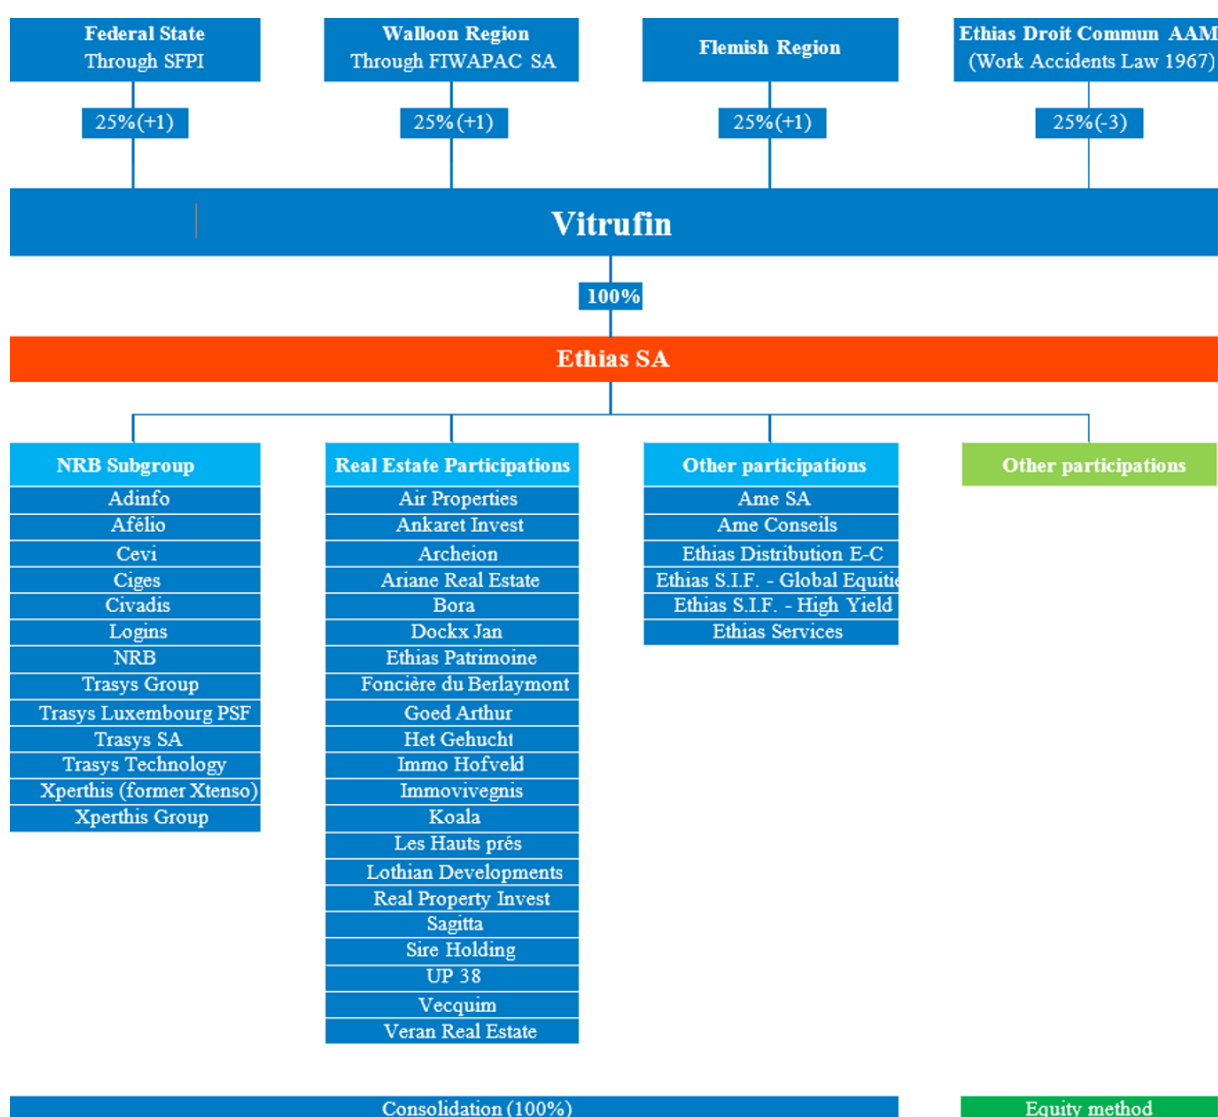 Federal State
Through SFPI
Walloon Region
Through FIWAPAC SA
Flemish Region
Ethias Droit Commun AAM
(Work Accidents Law 1967)
25%(+1)
25%(+1)
25%(+1)
25%(-3)
Vitrufin
100%
Ethias SA
NRB Subgroup
Adinfo
Afélio
Cevi
Ciges
Civadis
Logins
NRB
Trasys Group
Trasys Luxembourg PSF
Trasys SA
Trasys Technology
Xperthis (former Xtenso)
Xperthis Group
Real Estate Participations
Air Properties
Ankaret Invest
Archeion
Ariane Real Estate
Bora
Dockx Jan
Ethias Patrimoine
Foncière du Berlaymont
Goed Arthur
Het Gehucht
Immo Hofveld
Immovivegnis
Koala
Les Hauts prés
Lothian Developments
Real Property Invest
Sagitta
Sire Holding
UP 38
Vecquim
Veran Real Estate
Other participations
Ame SA
Ame Conseils
Ethias Distribution E-C
Ethias S.I.F. - Global Equitie
Ethias S.I.F. - High Yield
Ethias Services
Other participations
Consolidation (100%)
Equity method